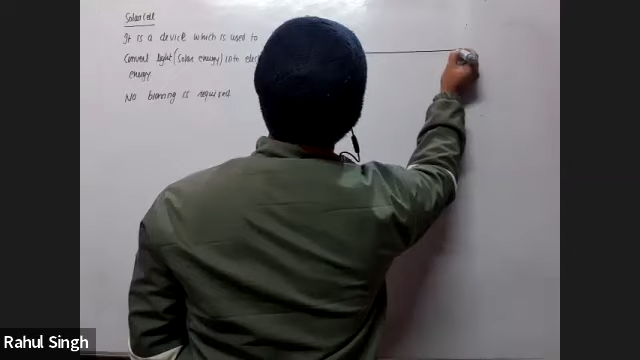 Solar Cell
It is a device which is used to
Convert light (Solar energy) into elec
energy
No biasing is required
Rahul Singh